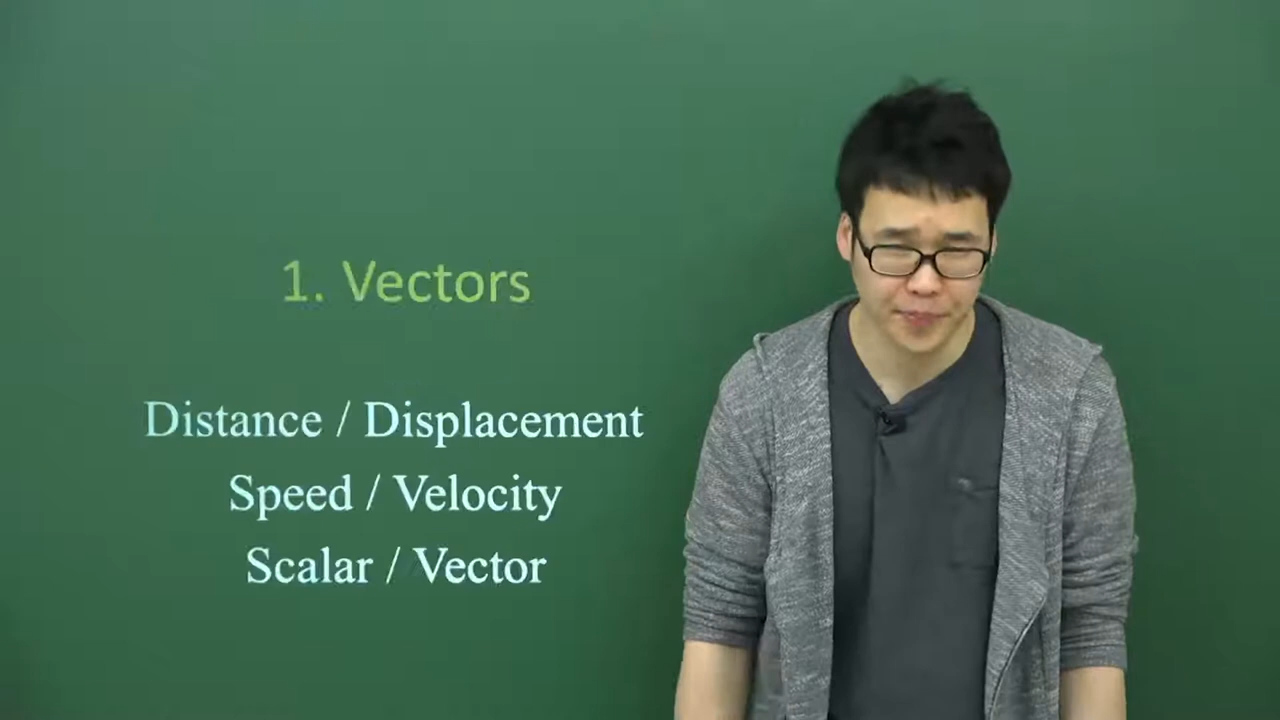 1. Vectors
Distance / Displacement
Speed / Velocity
Scalar / Vector